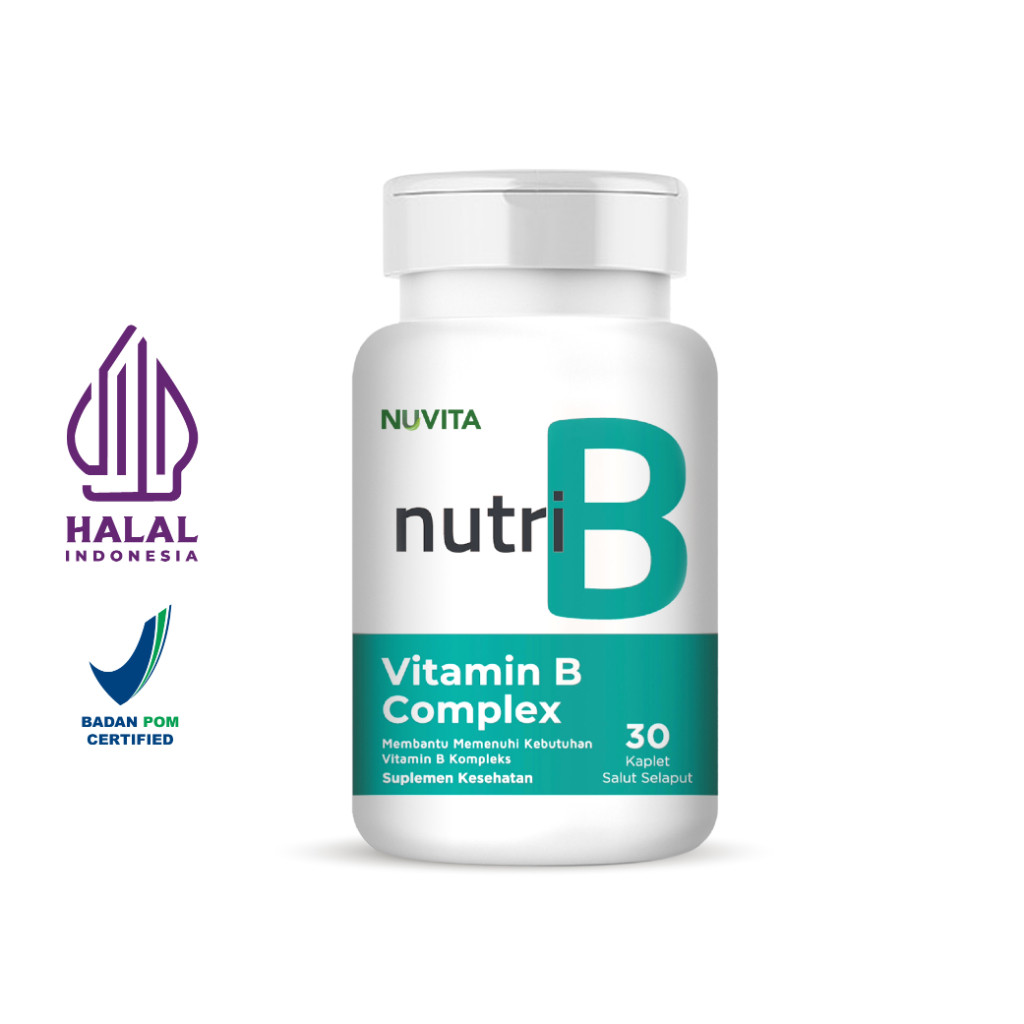 HALAL
INDONESIA
BADAN POM
CERTIFIED
NUVITA
nutriB
Vitamin B
Complex
Membantu Memenuhi Kebutuhan
Vitamin B Kompleks
Suplemen Kesehatan
30
Kaplet
Salut Selaput